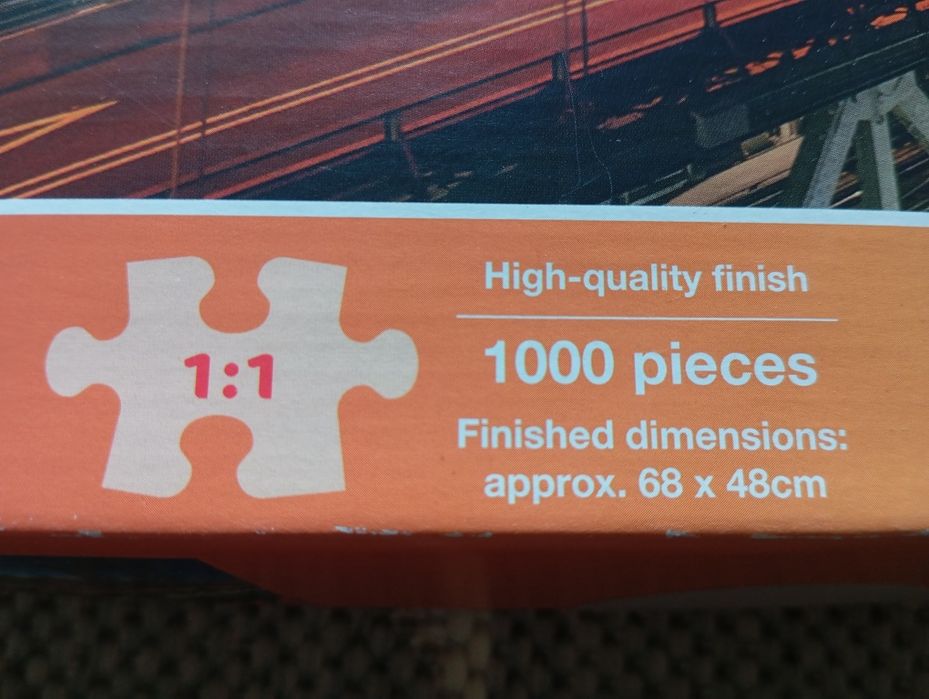 1:1
High-quality finish
1000 pieces
Finished dimensions:
approx. 68 x 48cm